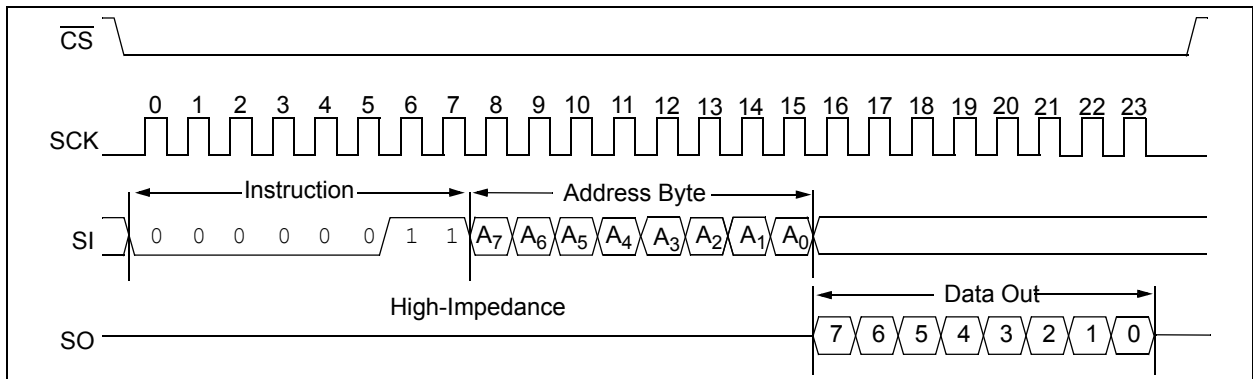 CS
0 1 2 3 4 5 6 7 8 9 10 11 12 13 14 15 16 17 18 19 20 21 22 23
SCK
Instruction Address Byte
SI 0 0 0 0 0 0 1 1 A7 A6 A5 A4 A3 A2 A1 A0
High-Impedance Data Out
SO 7 6 5 4 3 2 1 0